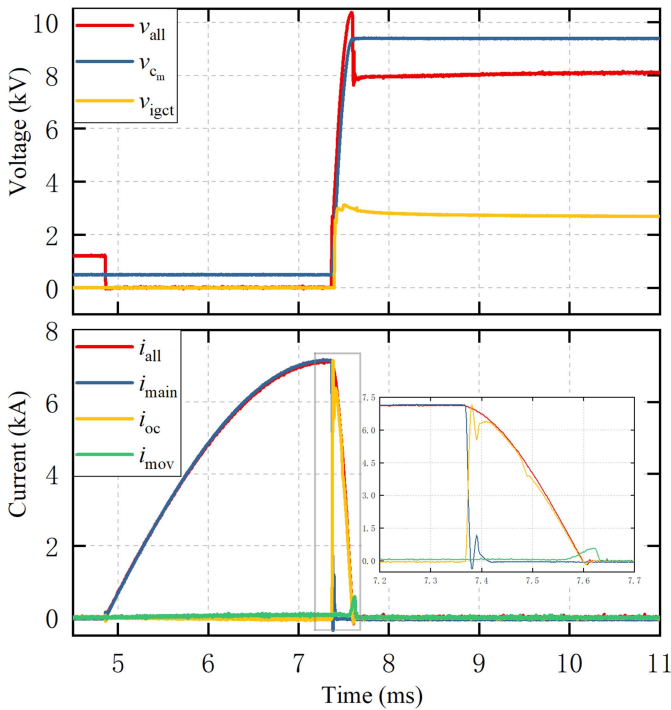 10
8
6
4
2
0
Voltage (kV)
v_all
v_c_m
v_igct
8
6
4
2
0
Current (kA)
i_all
i_main
i_oc
i_mov
7.5
6.0
4.5
3.0
1.5
0.0
7.2 7.3 7.4 7.5 7.6 7.7
5 6 7 8 9 10 11
Time (ms)